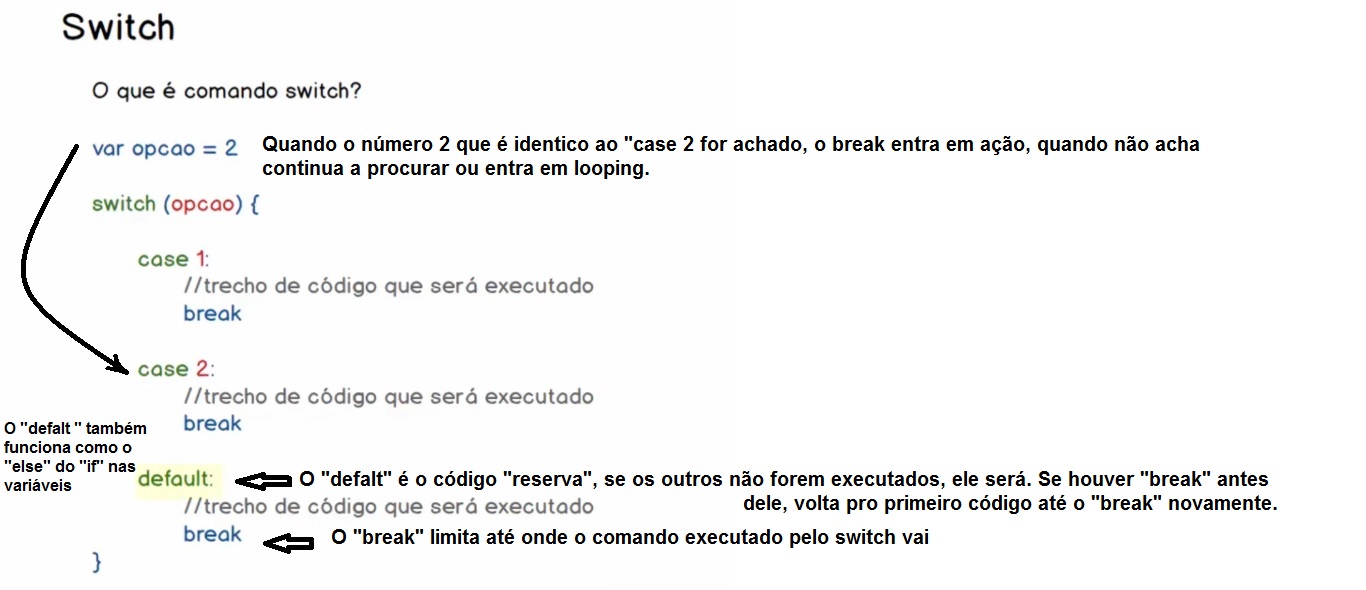 Switch
O que é comando switch?
var opcao = 2
Quando o número 2 que é identico ao "case 2 for achado, o break entra em ação, quando não acha
continua a procurar ou entra em looping.
switch (opcao) {
case 1:
//trecho de código que será executado
break
case 2:
//trecho de código que será executado
break
O "defalt " também
funciona como o
"else" do "if" nas
variáveis
default:
O "defalt" é o código "reserva", se os outros não forem executados, ele será. Se houver "break" antes
dele, volta pro primeiro código até o "break" novamente.
//trecho de código que será executado
break
O "break" limita até onde o comando executado pelo switch vai
}